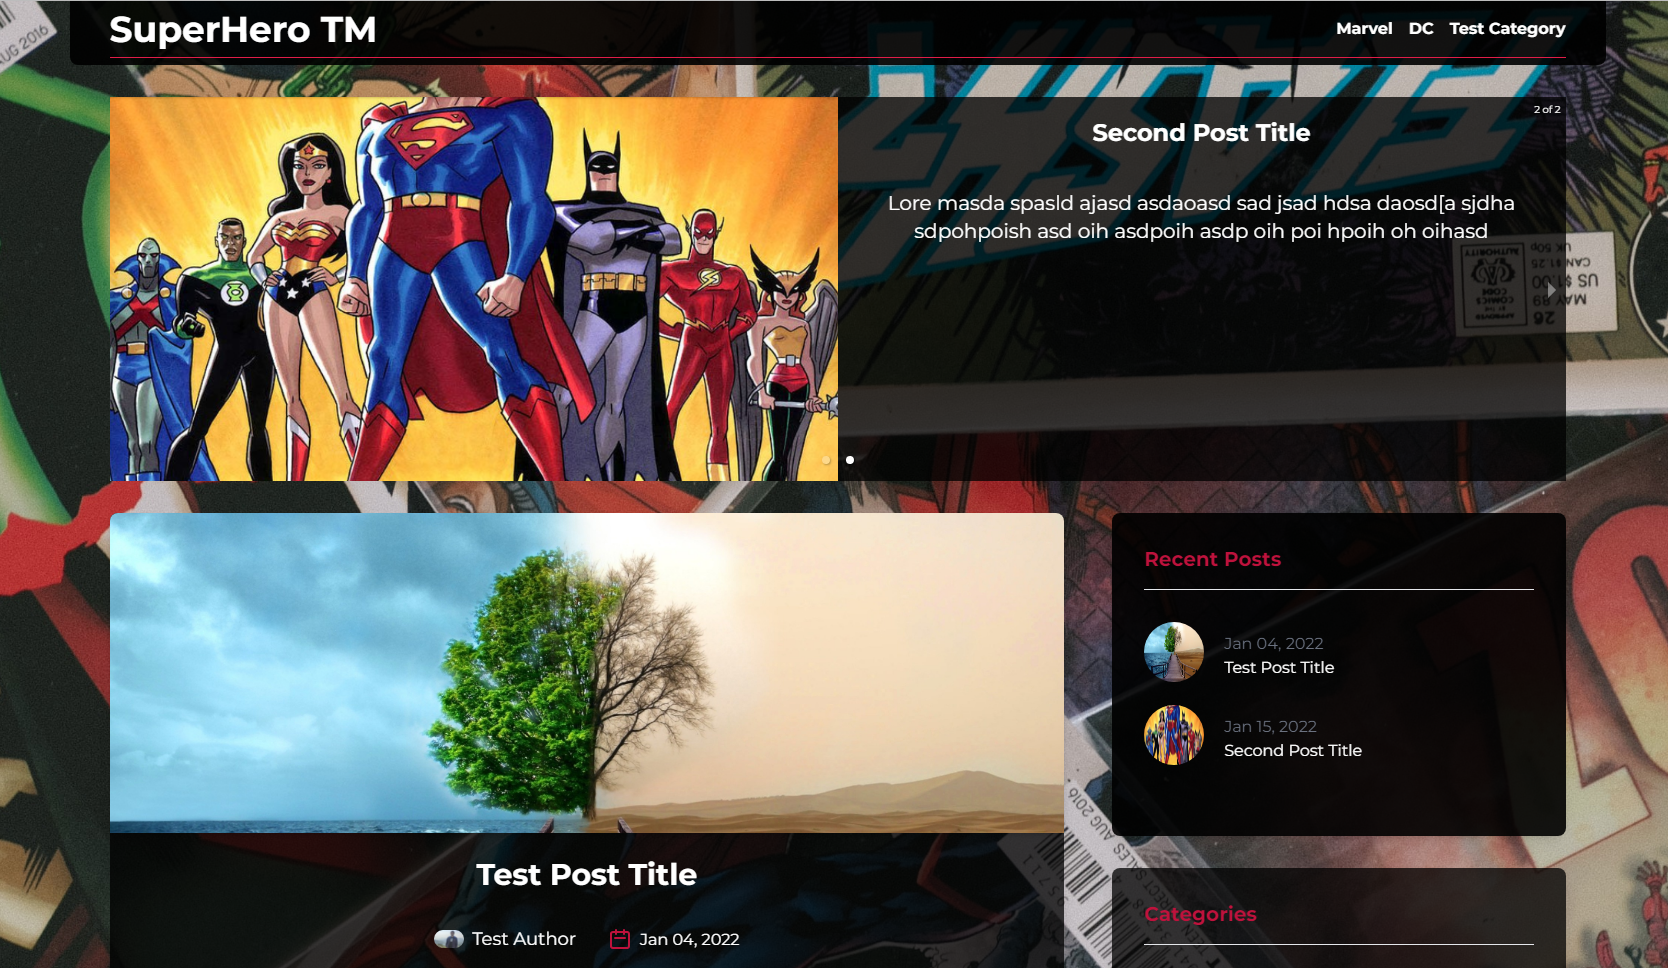 SuperHero TM
Marvel DC Test Category
2 of 2
Second Post Title
Lore masda spasld ajasd asdaoasd sad jsad hdsa daosd[a sjdha
sdpohpoish asd oih asdpoih asdp oih poi hpoih oh oihasd
Recent Posts
Jan 04, 2022
Test Post Title
Jan 15, 2022
Second Post Title
Test Post Title
Test Author Jan 04, 2022
Categories
AUG 2016